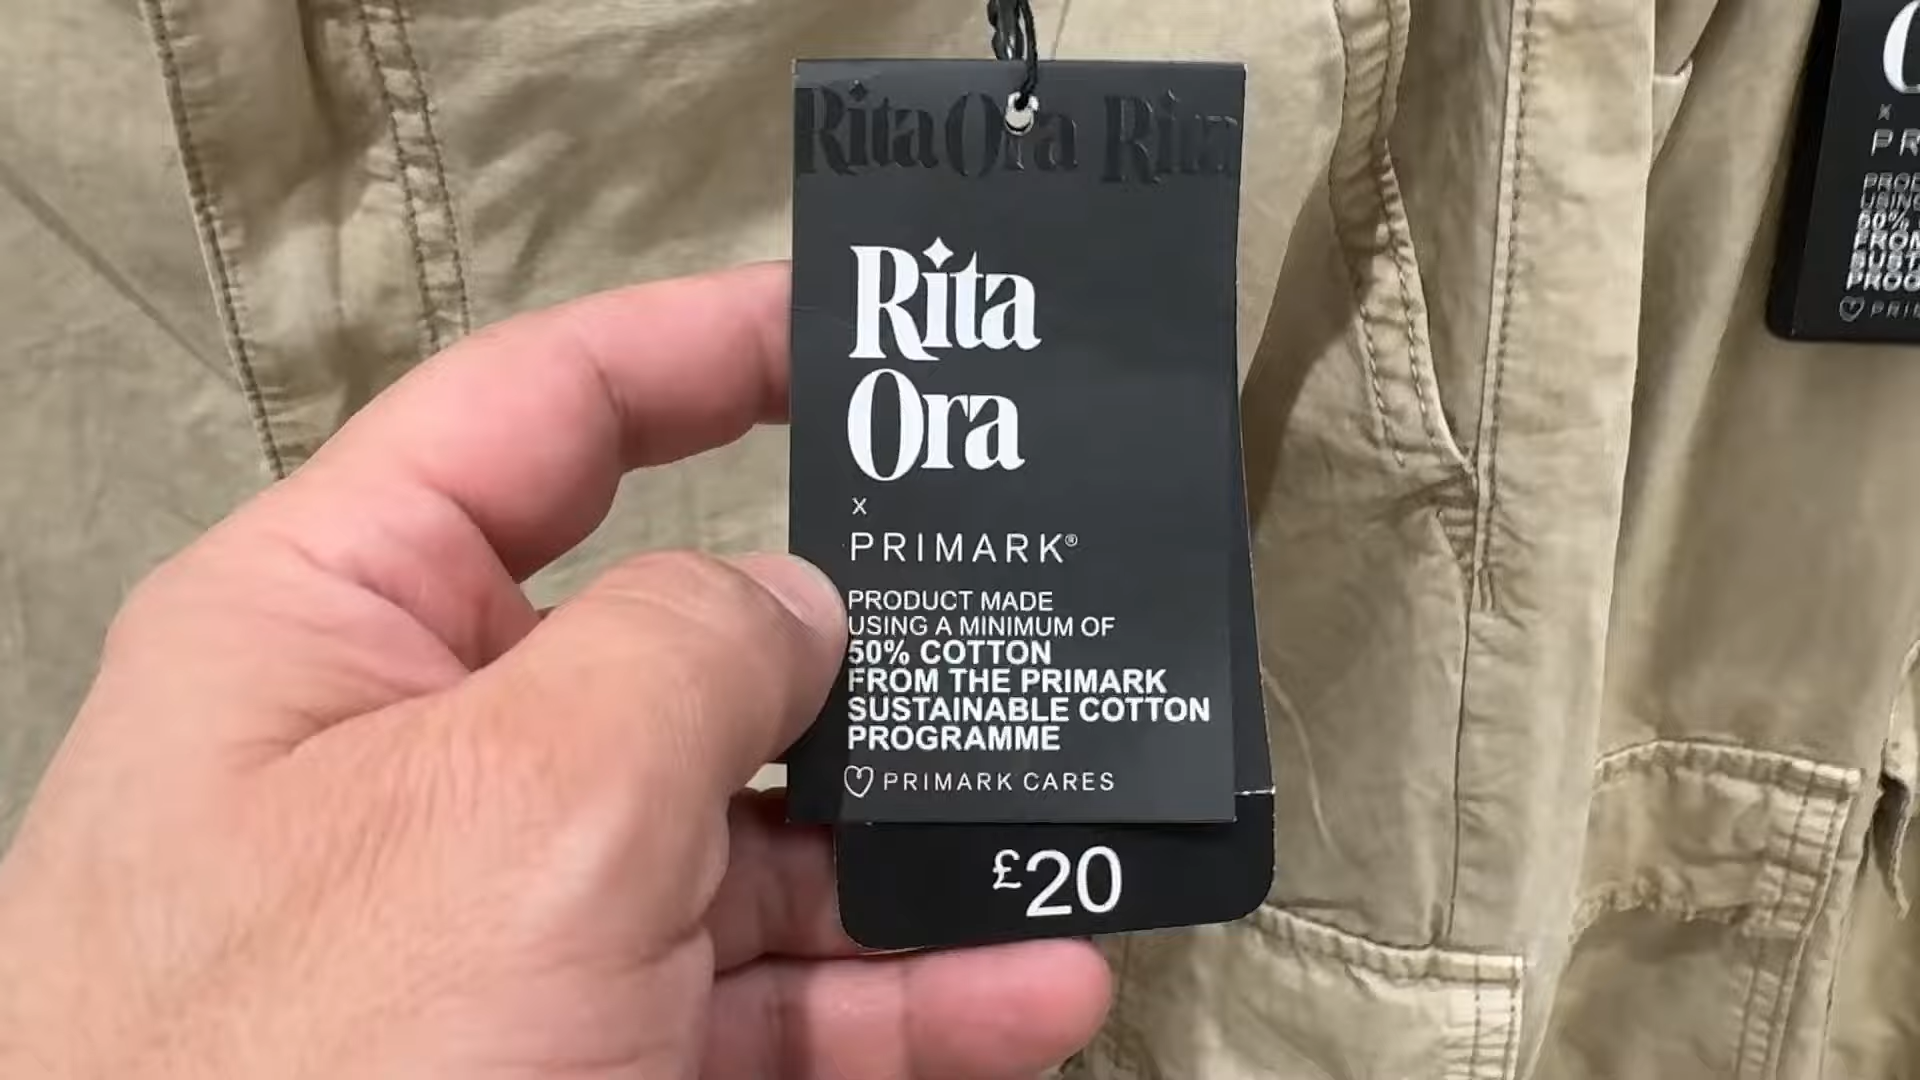 Rita Ora Rita
Rita
Ora
x
PRIMARK®
PRODUCT MADE
USING A MINIMUM OF
50% COTTON
FROM THE PRIMARK
SUSTAINABLE COTTON
PROGRAMME
PRIMARK CARES
£20
x
50%